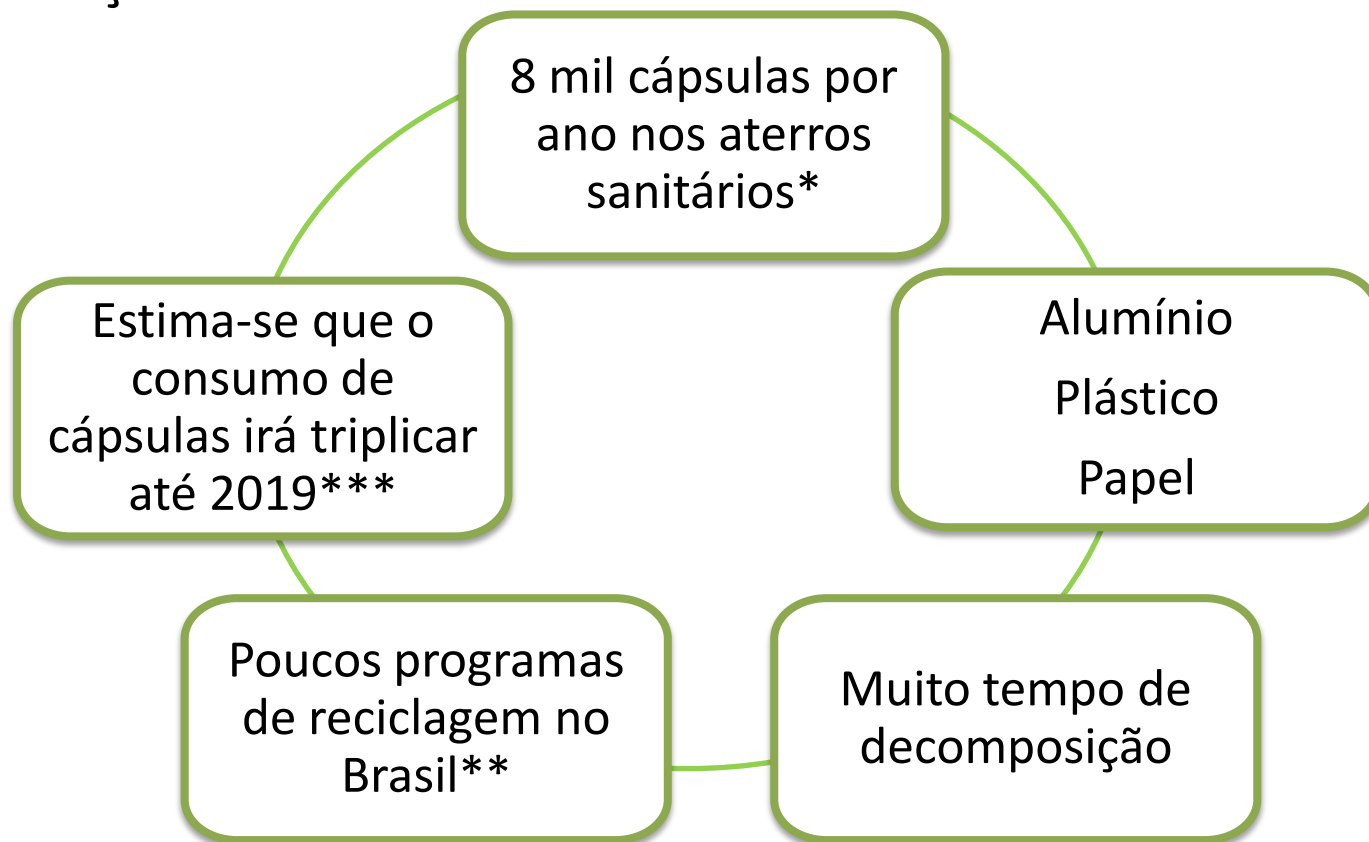 8 mil cápsulas por
ano nos aterros
sanitários*
Alumínio
Plástico
Papel
Muito tempo de
decomposição
Poucos programas
de reciclagem no
Brasil**
Estima-se que o
consumo de
cápsulas irá triplicar
até 2019***